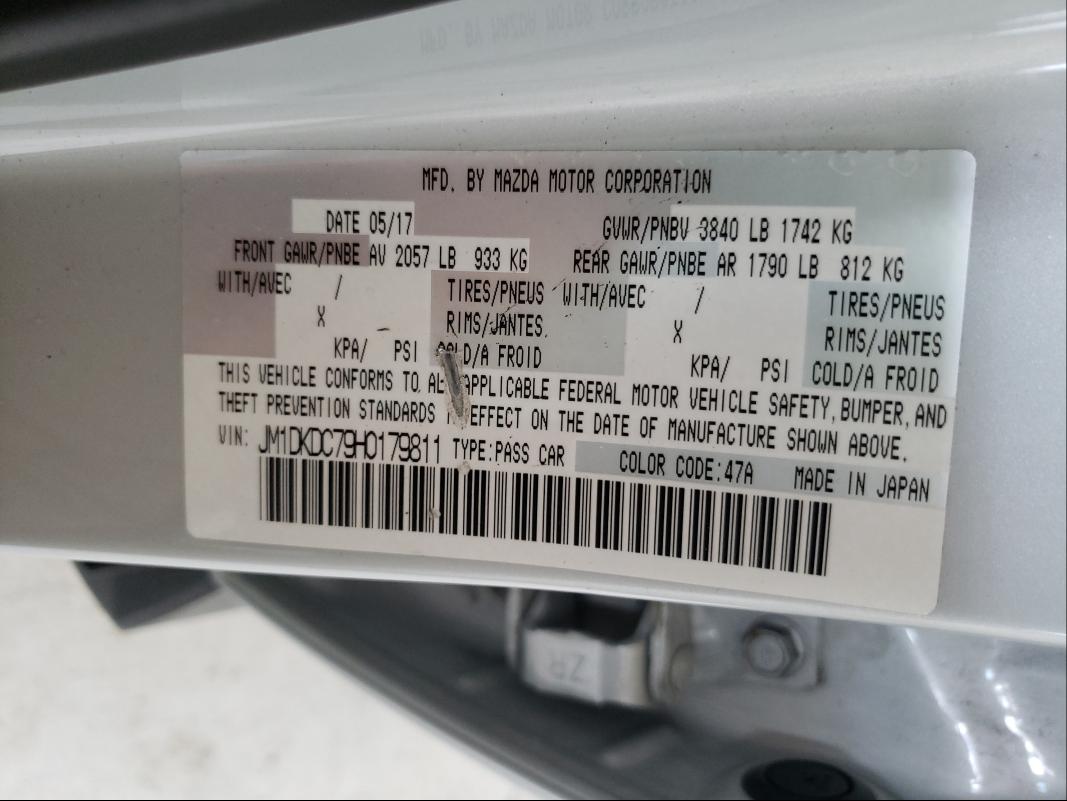 MFD. BY MAZDA MOTOR CORPORATION
DATE 05/17 GVWR/PNBV 3840 LB 1742 KG
FRONT GAWR/PNBE AV 2057 LB 933 KG REAR GAWR/PNBE AR 1790 LB 812 KG
WITH/AVEC / TIRES/PNEUS WITH/AVEC / TIRES/PNEUS
X RIMS/JANTES X RIMS/JANTES
KPA/ PSI COLD/A FROID KPA/ PSI COLD/A FROID
THIS VEHICLE CONFORMS TO APPLICABLE FEDERAL MOTOR VEHICLE SAFETY, BUMPER, AND
THEFT PREVENTION STANDARDS EFFECT ON THE DATE OF MANUFACTURE SHOWN ABOVE.
VIN: JM1DKDC79H0179811 TYPE:PASS CAR COLOR CODE:47A MADE IN JAPAN
ZR